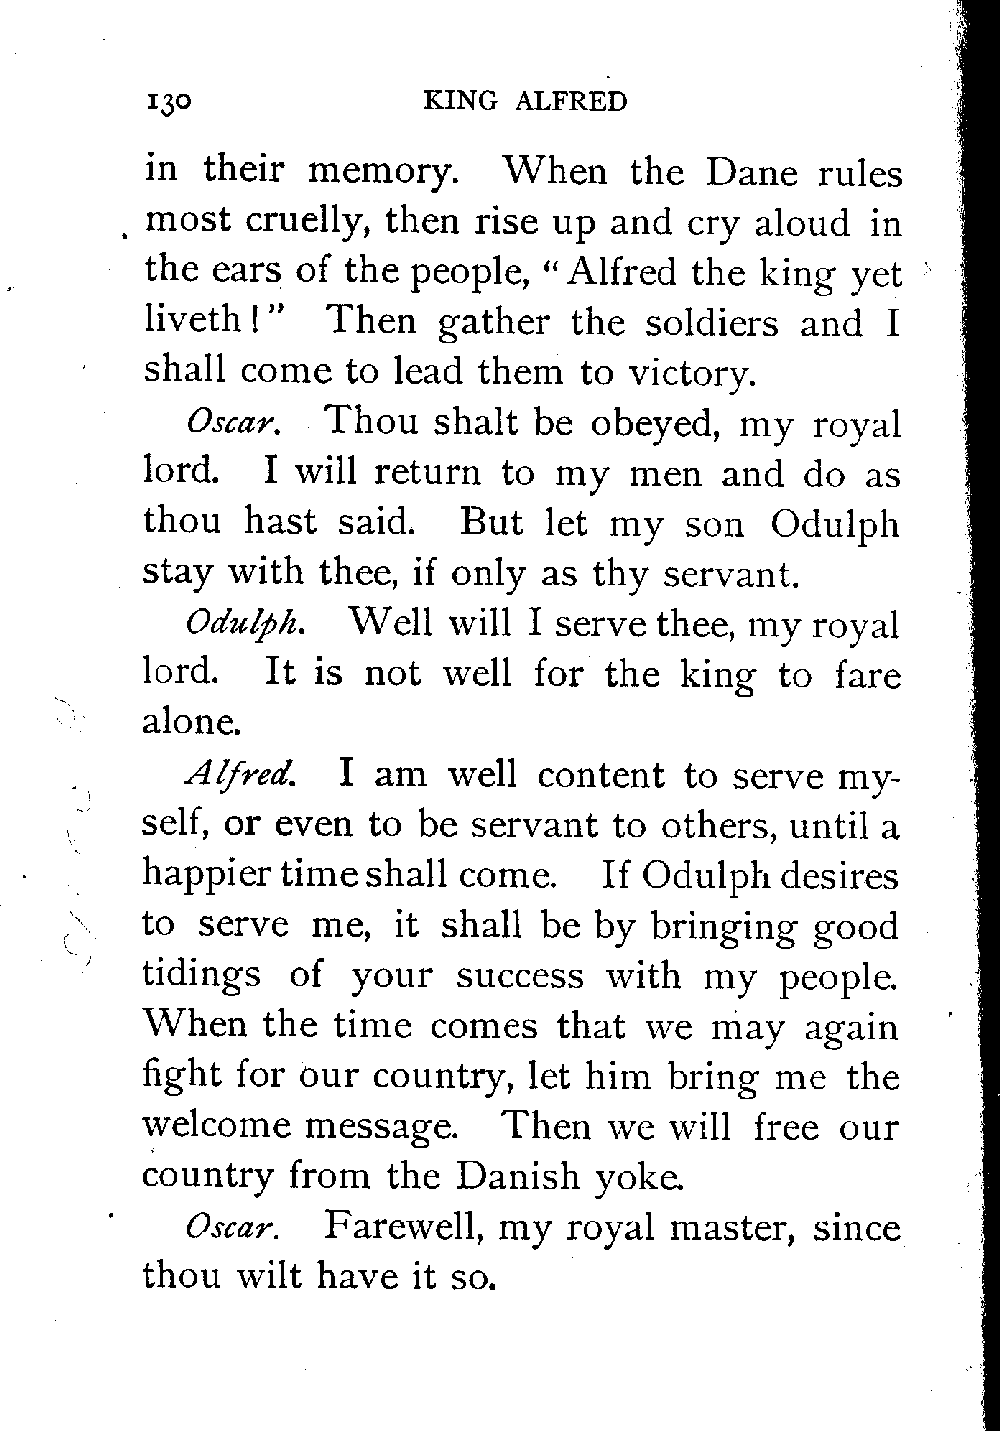 130 KING ALFRED
in their memory. When the Dane rules
most cruelly, then rise up and cry aloud in
the ears of the people, “Alfred the king yet
liveth!” Then gather the soldiers and I
shall come to lead them to victory.
Oscar. Thou shalt be obeyed, my royal
lord. I will return to my men and do as
thou hast said. But let my son Odulph
stay with thee, if only as thy servant.
Odulph. Well will I serve thee, my royal
lord. It is not well for the king to fare
alone.
Alfred. I am well content to serve my-
self, or even to be servant to others, until a
happier time shall come. If Odulph desires
to serve me, it shall be by bringing good
tidings of your success with my people.
When the time comes that we may again
fight for our country, let him bring me the
welcome message. Then we will free our
country from the Danish yoke.
Oscar. Farewell, my royal master, since
thou wilt have it so.